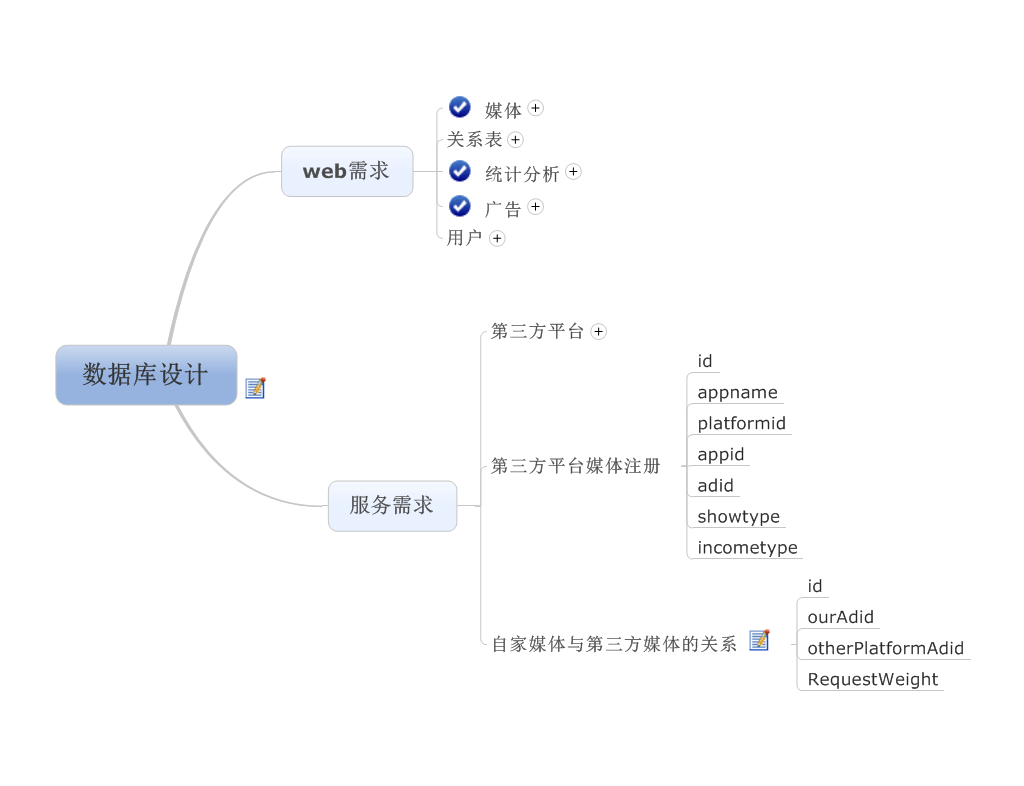 媒体
关系表
web需求
统计分析
广告
用户
数据库设计
第三方平台
id
appname
platformid
appid
第三方平台媒体注册
adid
showtype
incometype
服务需求
id
ourAdid
自家媒体与第三方媒体的关系
otherPlatformAdid
RequestWeight